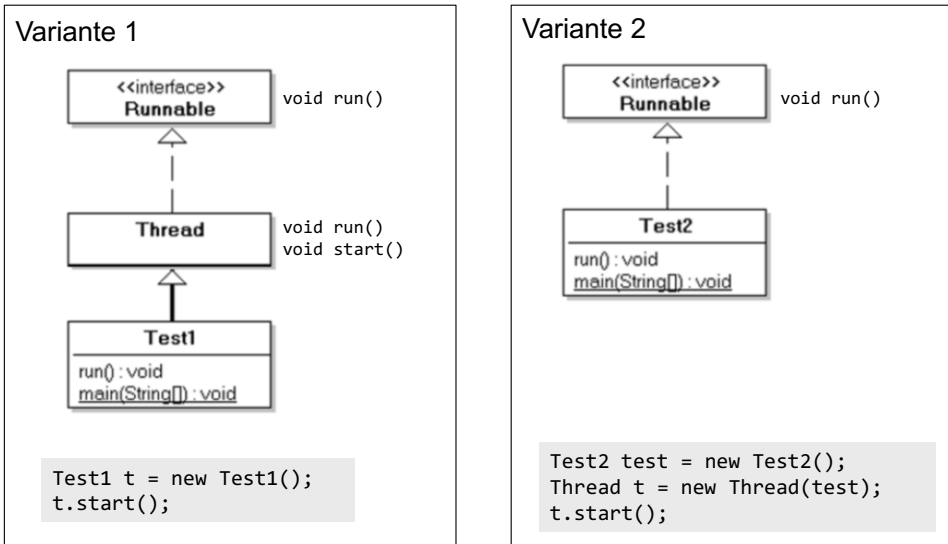 Variante 1
<<interface>>
Runnable
void run()
Thread
void run()
void start()
Test1
run() : void
main(String[]) : void
Test1 t = new Test1();
t.start();
Variante 2
<<interface>>
Runnable
void run()
Test2
run() : void
main(String[]) : void
Test2 test = new Test2();
Thread t = new Thread(test);
t.start();